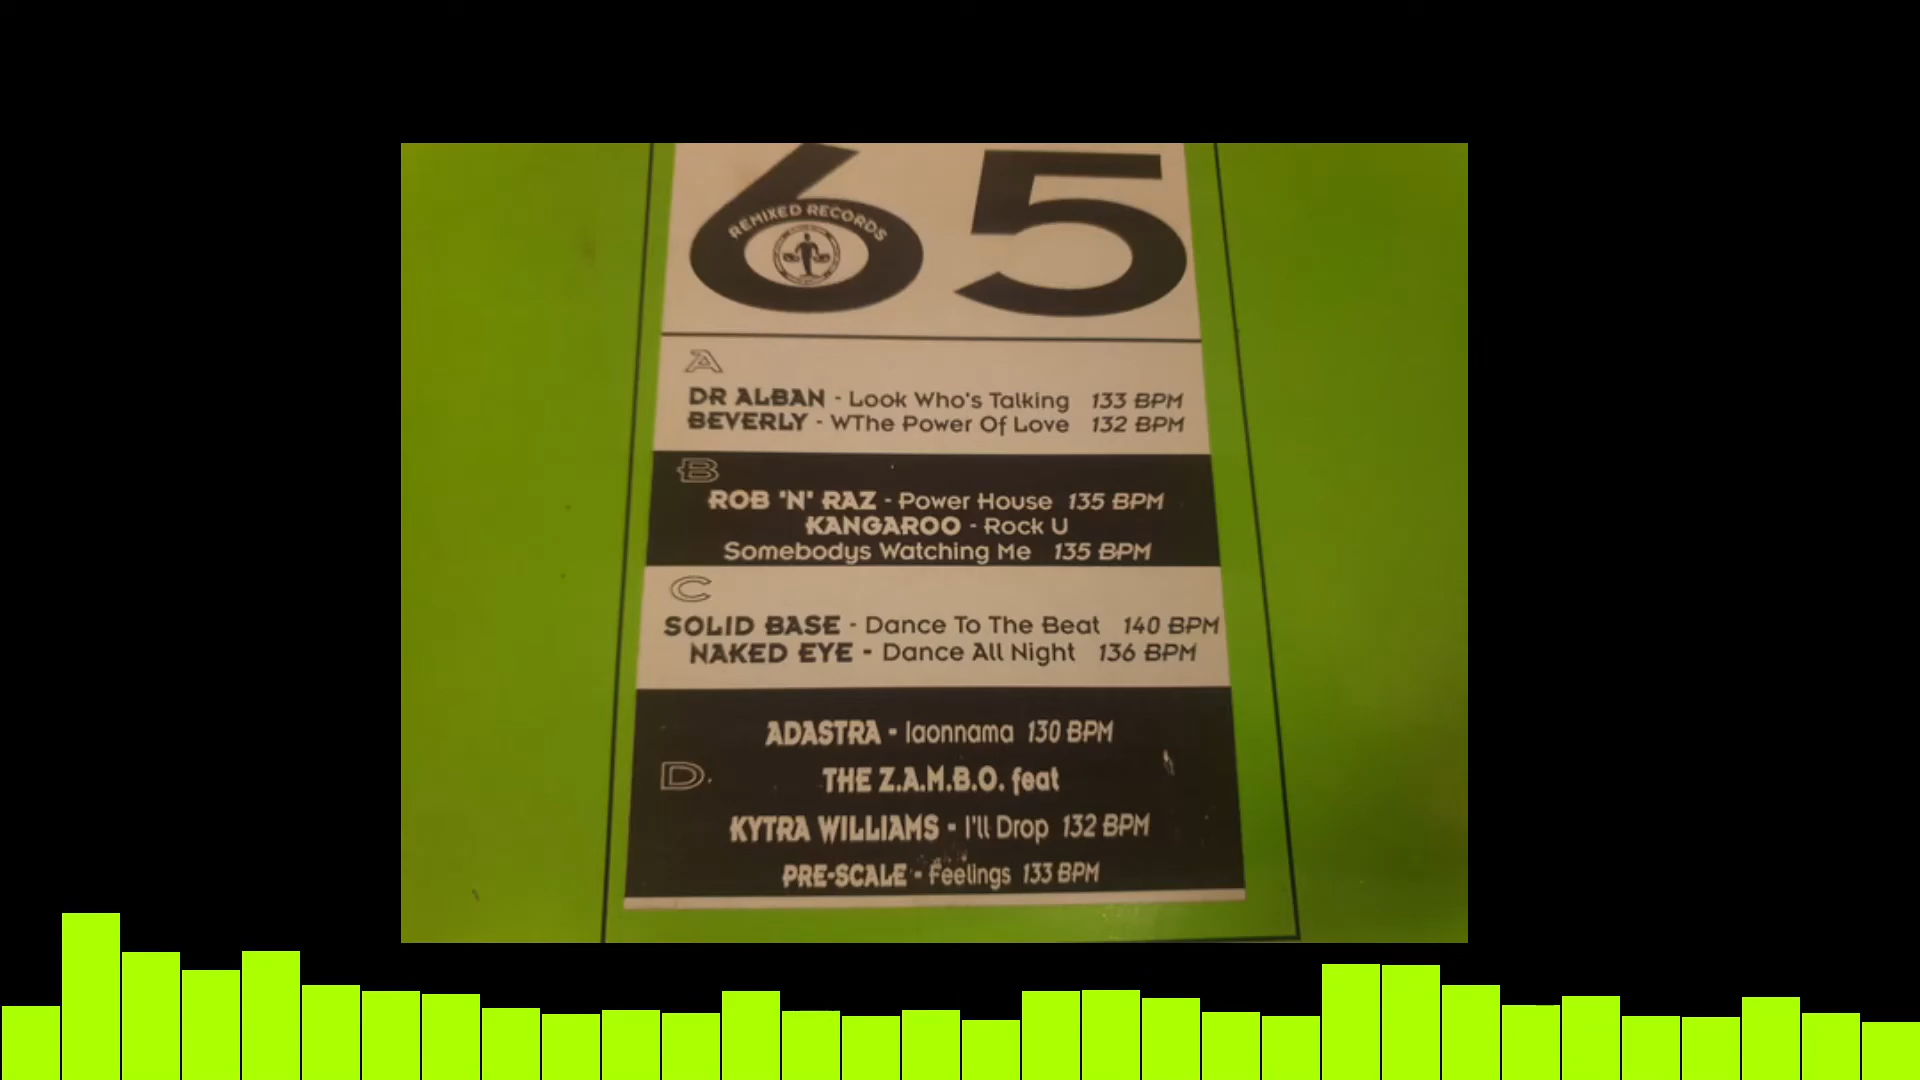 65
REMIXED RECORDS
A
DR ALBAN - Look Who's Talking 133 BPM
BEVERLY - WThe Power Of Love 132 BPM
B
ROB 'N' RAZ - Power House 135 BPM
KANGAROO - Rock U
Somebodys Watching Me 135 BPM
C
SOLID BASE - Dance To The Beat 140 BPM
NAKED EYE - Dance All Night 136 BPM
ADASTRA - Iaonnama 130 BPM
D. THE Z.A.M.B.O. feat
KYTRA WILLIAMS - I'll Drop 132 BPM
PRE-SCALE - Feelings 133 BPM